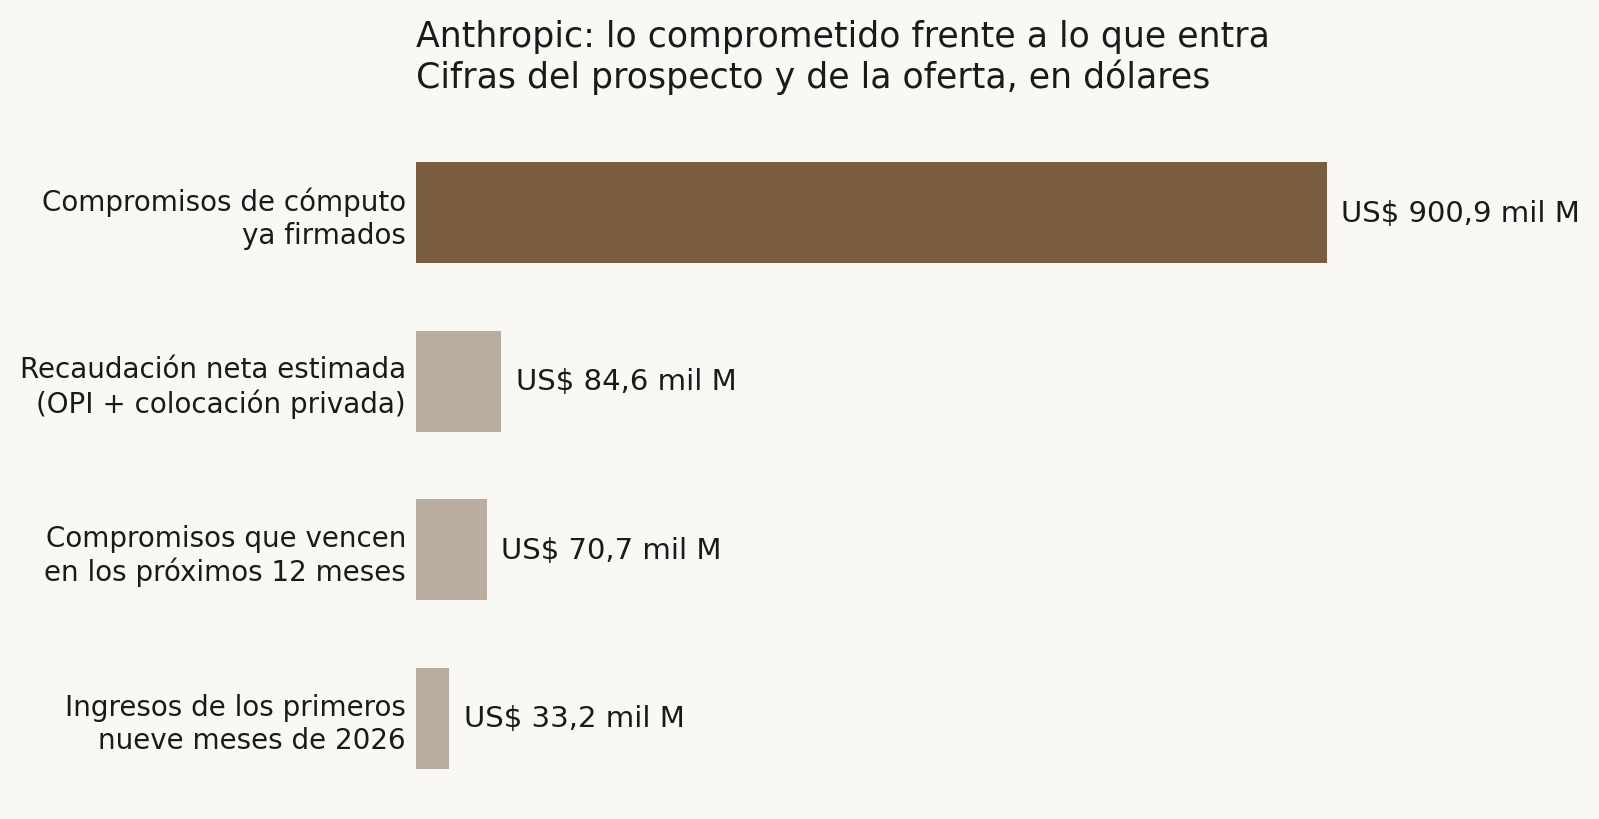 Anthropic: lo comprometido frente a lo que entra
Cifras del prospecto y de la oferta, en dólares
Compromisos de cómputo
ya firmados
US$ 900,9 mil M
Recaudación neta estimada
(OPI + colocación privada)
US$ 84,6 mil M
Compromisos que vencen
en los próximos 12 meses
US$ 70,7 mil M
Ingresos de los primeros
nueve meses de 2026
US$ 33,2 mil M